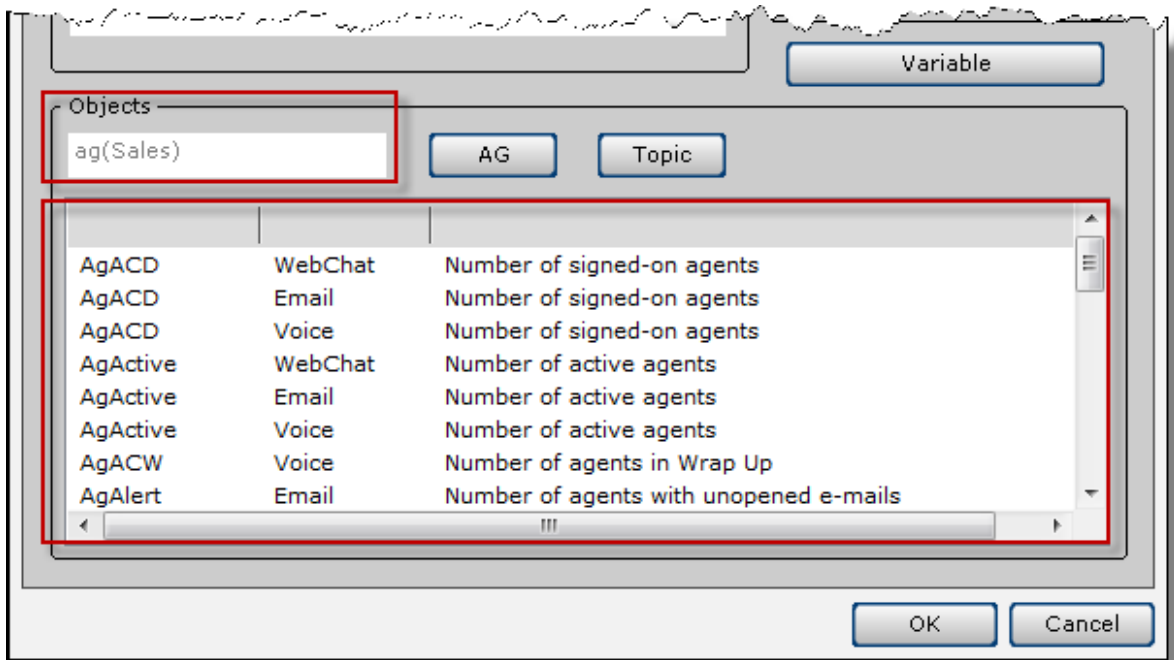 Variable
Objects
ag(Sales) AG Topic
AgACD WebChat Number of signed-on agents
AgACD Email Number of signed-on agents
AgACD Voice Number of signed-on agents
AgActive WebChat Number of active agents
AgActive Email Number of active agents
AgActive Voice Number of active agents
AgACW Voice Number of agents in Wrap Up
AgAlert Email Number of agents with unopened e-mails
OK Cancel